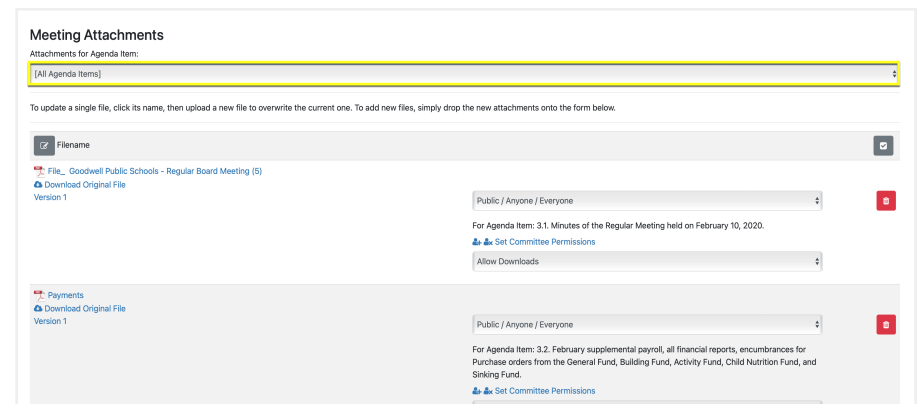 Meeting Attachments
Attachments for Agenda Item:
[All Agenda Items]
To update a single file, click its name, then upload a new file to overwrite the current one. To add new files, simply drop the new attachments onto the form below.
Filename
File_ Goodwell Public Schools - Regular Board Meeting (5)
Download Original File
Version 1
Public / Anyone / Everyone
For Agenda Item: 3.1. Minutes of the Regular Meeting held on February 10, 2020.
Set Committee Permissions
Allow Downloads
Payments
Download Original File
Version 1
Public / Anyone / Everyone
For Agenda Item: 3.2. February supplemental payroll, all financial reports, encumbrances for
Purchase orders from the General Fund, Building Fund, Activity Fund, Child Nutrition Fund, and
Sinking Fund.
Set Committee Permissions